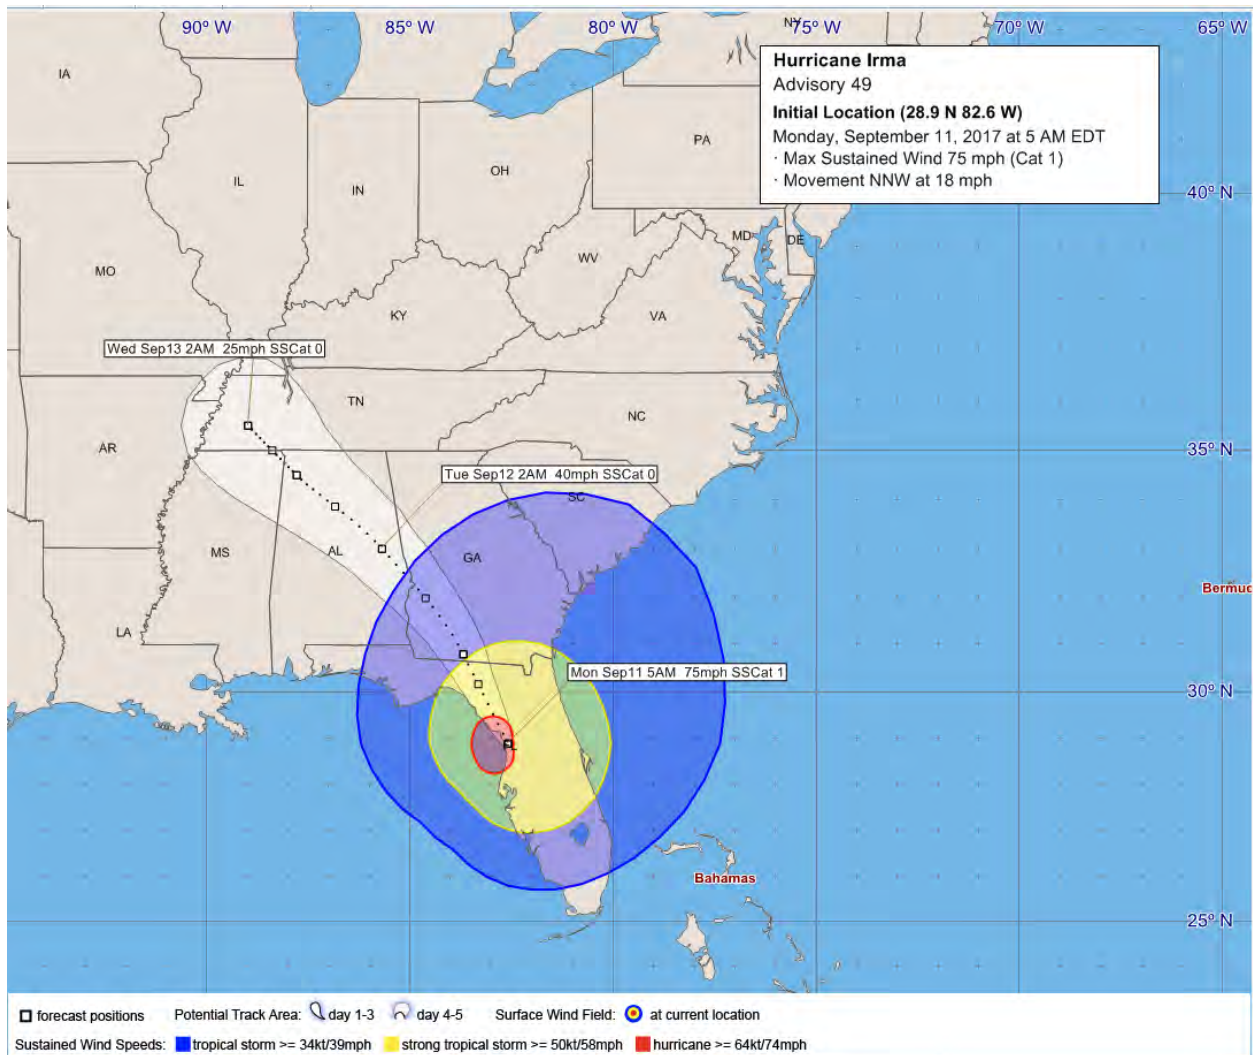 90° W 85° W 80° W 70° W 65° W
NY
Hurricane Irma
Advisory 49
Initial Location (28.9 N 82.6 W)
Monday, September 11, 2017 at 5 AM EDT
· Max Sustained Wind 75 mph (Cat 1)
· Movement NNW at 18 mph
IA
PA
OH
IL
IN
40° N
MD
DE
WV
MO
KY
VA
Wed Sep13 2AM 25mph SSCat 0
TN
NC
AR
35° N
Tue Sep12 2AM 40mph SSCat 0
SC
MS
AL
GA
Bermuc
LA
Mon Sep11 5AM 75mph SSCat 1
30° N
Bahamas
25° N
75° W
forecast positions Potential Track Area: day 1-3 day 4-5 Surface Wind Field: at current location
Sustained Wind Speeds: tropical storm >= 34kt/39mph strong tropical storm >= 50kt/58mph hurricane >= 64kt/74mph